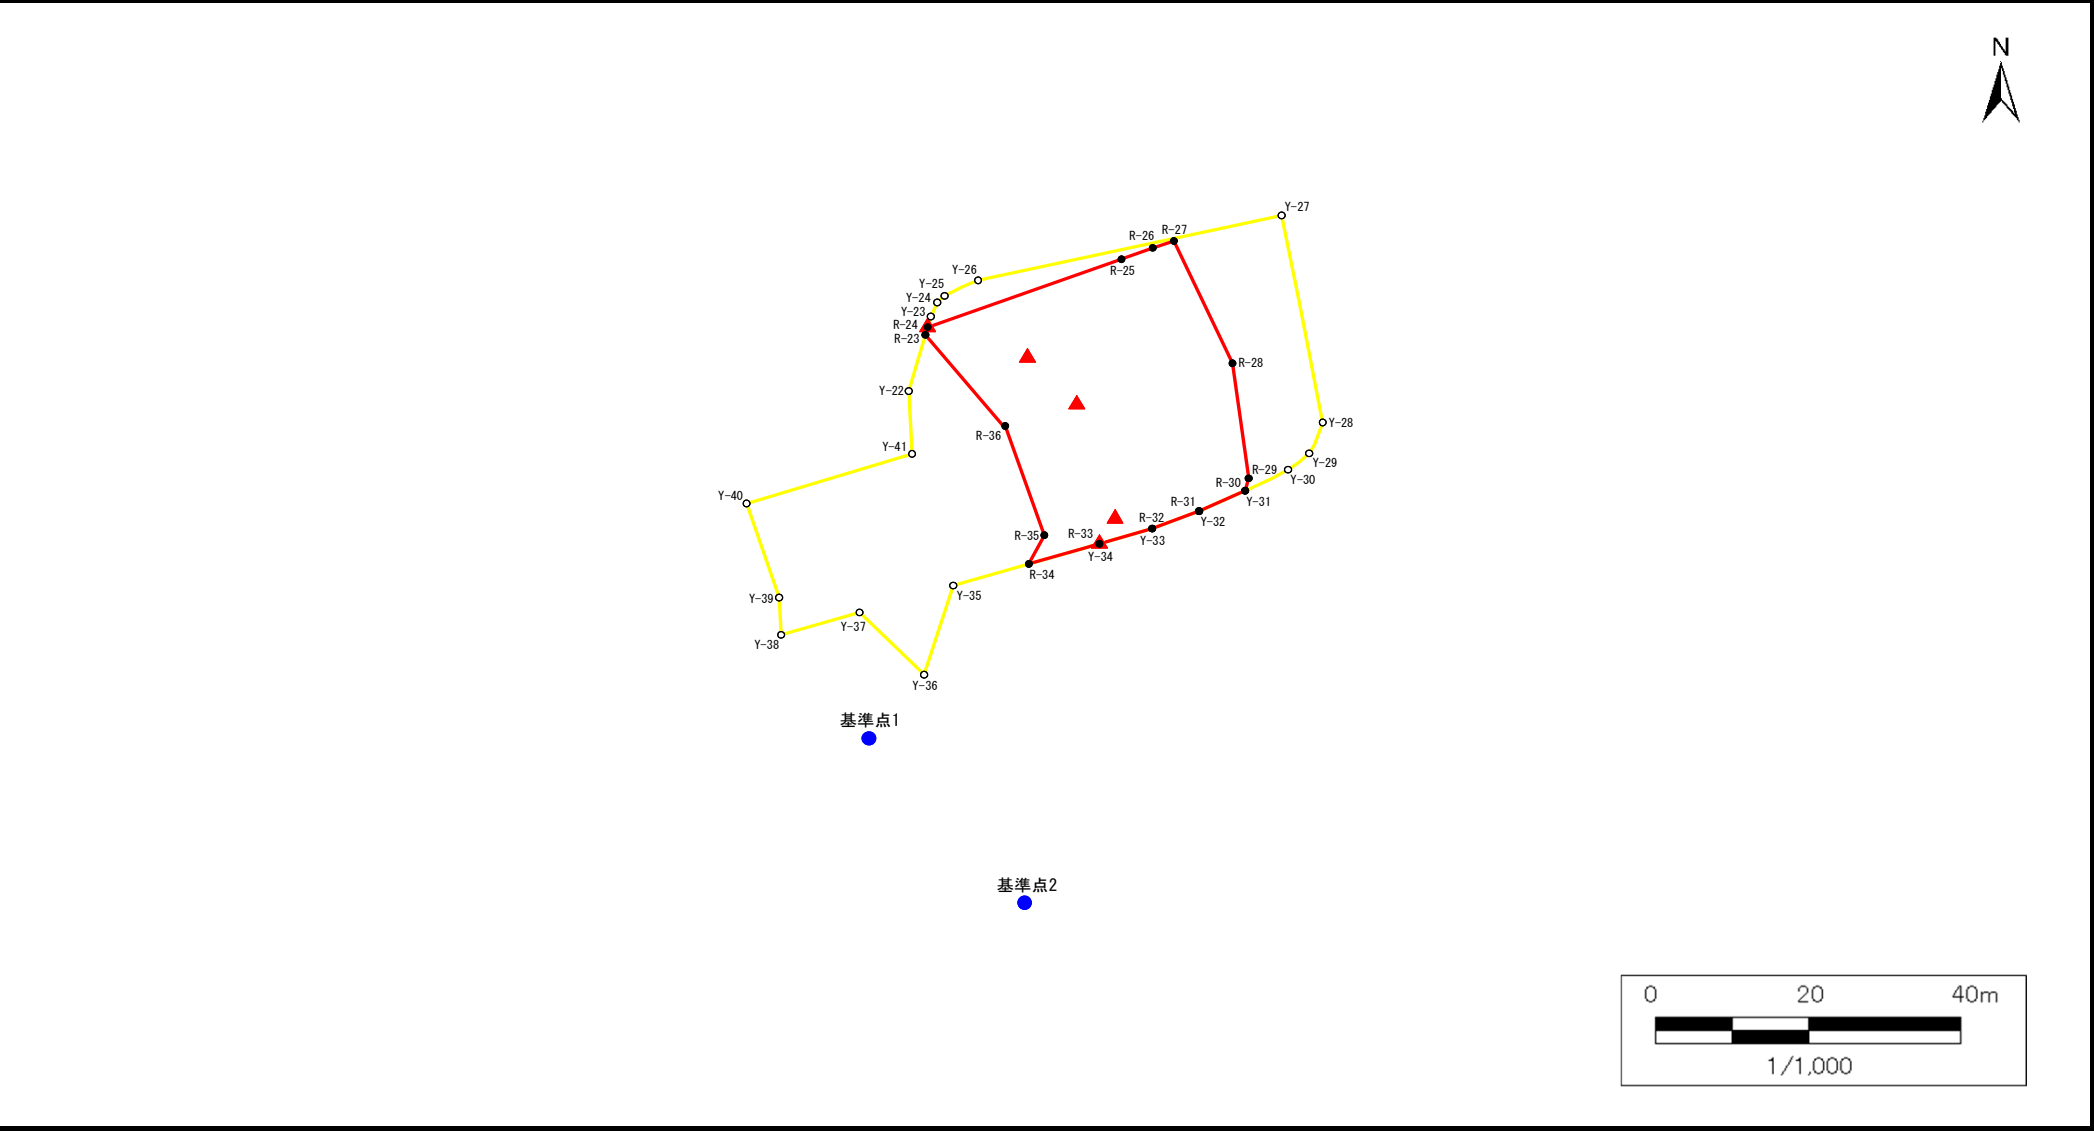 N
Y-27
R-27
R-26
R-25
Y-26
Y-25
Y-24
Y-23
R-24
R-23
R-28
Y-22
Y-28
R-36
Y-41
Y-29
R-29
Y-30
R-30
Y-31
Y-40
R-31
Y-32
R-32
Y-33
R-33
Y-34
R-35
R-34
Y-35
Y-39
Y-37
Y-38
Y-36
基準点1
基準点2
0 20 40m
1/1,000